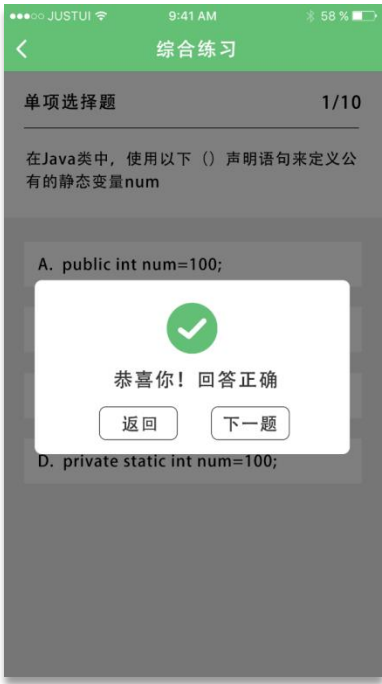 JUSTUI 9:41 AM 58 %
综合练习
单项选择题 1/10
在Java类中，使用以下（）声明语句来定义公
有的静态变量num
A. public int num=100;
恭喜你！回答正确
返回 下一题
D. private static int num=100;